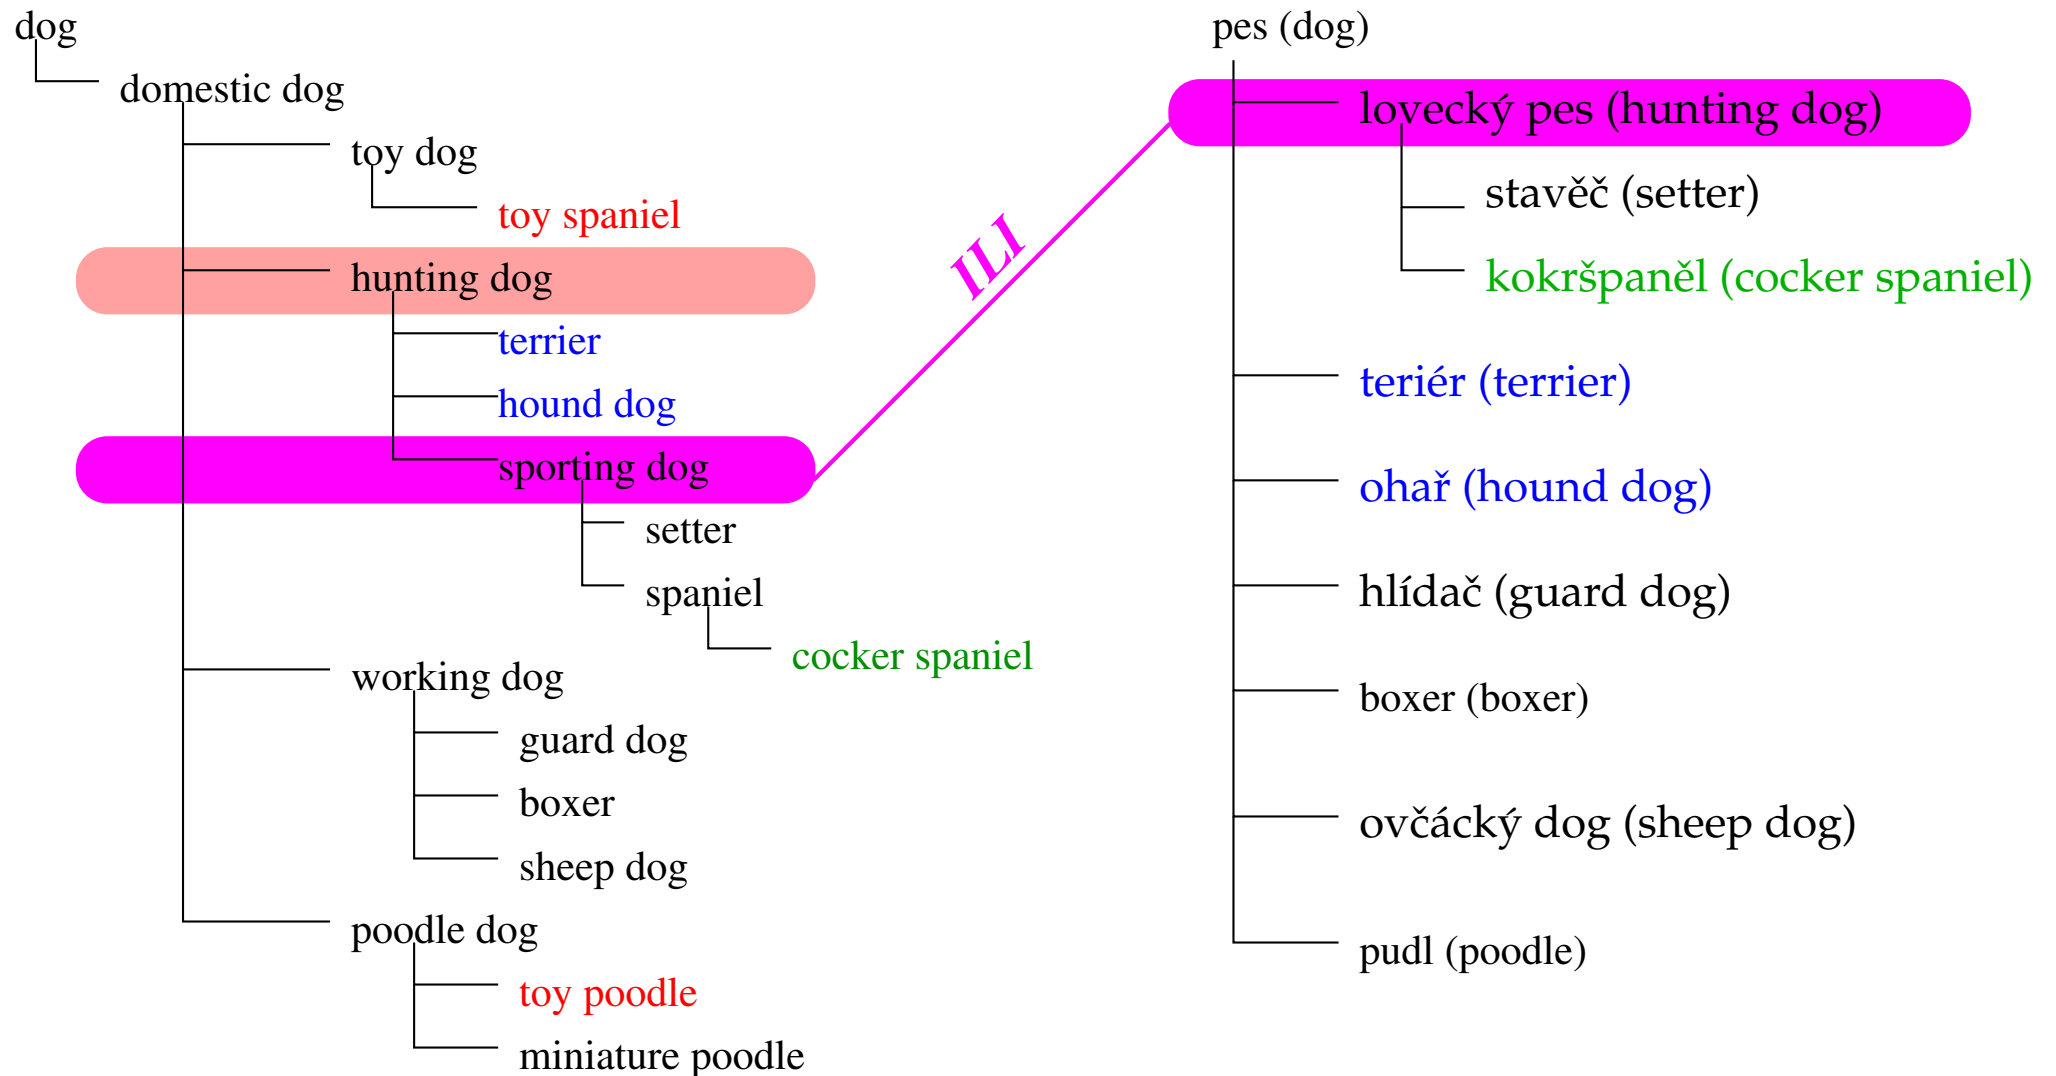 dog
domestic dog
toy dog
toy spaniel
hunting dog
terrier
hound dog
sporting dog
setter
spaniel
cocker spaniel
working dog
guard dog
boxer
sheep dog
poodle dog
toy poodle
miniature poodle
ILI
pes (dog)
lovecký pes (hunting dog)
stavěč (setter)
kokršpaněl (cocker spaniel)
teriér (terrier)
ohař (hound dog)
hlídač (guard dog)
boxer (boxer)
ovčácký dog (sheep dog)
pudl (poodle)